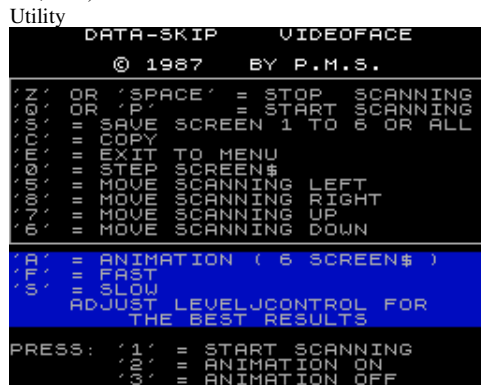 Utility
DATA-SKIP VIDEOFACE
© 1987 BY P.M.S.
'Z' OR 'SPACE' = STOP SCANNING
'Q' OR 'P' = START SCANNING
'S' = SAVE SCREEN 1 TO 6 OR ALL
'C' = COPY
'E' = EXIT TO MENU
'0' = STEP SCREEN$
'5' = MOVE SCANNING LEFT
'8' = MOVE SCANNING RIGHT
'7' = MOVE SCANNING UP
'6' = MOVE SCANNING DOWN
'A' = ANIMATION ( 6 SCREEN$ )
'F' = FAST
'S' = SLOW
ADJUST LEVELJCONTROL FOR
THE BEST RESULTS
PRESS: '1' = START SCANNING
'2' = ANIMATION ON
'3' = ANIMATION OFF